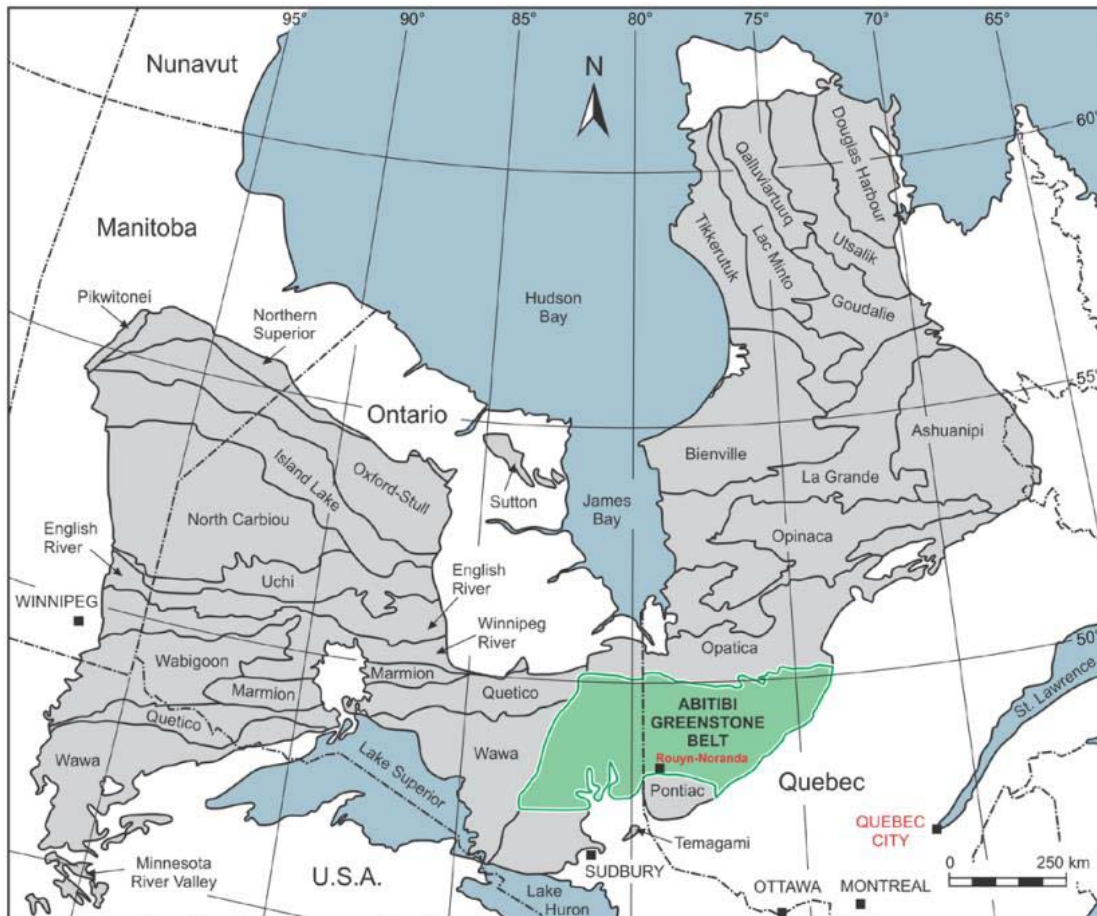 95°
90°
85°
80°
75°
70°
65°
Nunavut
N
60°
Manitoba
Pikwitonei
Northern
Superior
Hudson
Bay
Tikkerutuk
Lac Minto
Qalluviartuuq
Douglas Harbour
Utsalik
Goudalie
55°
Ontario
Island Lake
Oxford-Stull
Sutton
James
Bay
Bienville
Ashuanipi
La Grande
North Carbiou
Opinaca
English
River
Uchi
English
River
WINNIPEG
Winnipeg
River
50°
Wabigoon
Marmion
Marmion
Opatica
Quetico
Quetico
ABITIBI
GREENSTONE
BELT
Rouyn-Noranda
St. Lawrence
Wawa
Lake Superior
Wawa
Pontiac
Quebec
QUEBEC
CITY
Temagami
Minnesota
River Valley
U.S.A.
SUDBURY
0
250 km
Lake
Huron
OTTAWA
MONTREAL